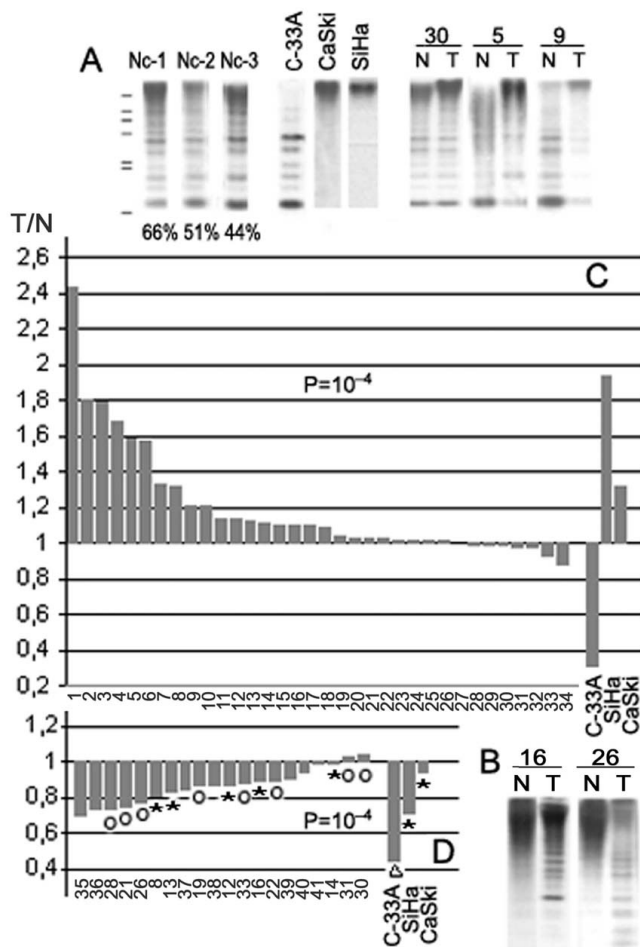 A
Nc-1 Nc-2 Nc-3
C-33A CaSki SiHa
30 5 9
N T N T N T
66% 51% 44%
T/N
C
P=10⁻⁴
2,6
2,4
2,2
2
1,8
1,6
1,4
1,2
1
0,8
0,6
0,4
0,2
1 2 3 4 5 6 7 8 9 10 11 12 13 14 15 16 17 18 19 20 21 22 23 24 25 26 27 28 29 30 31 32 33 34
C-33A SiHa CaSki
1,2
1
0,8
0,6
0,4
O O O * * O * O * O * O O
* *
P=10⁻⁴
D
35 36 28 21 26 8 13 37 19 38 12 33 16 22 39 40 41 14 31 30
C-33A SiHa CaSki
B
16 26
N T N T